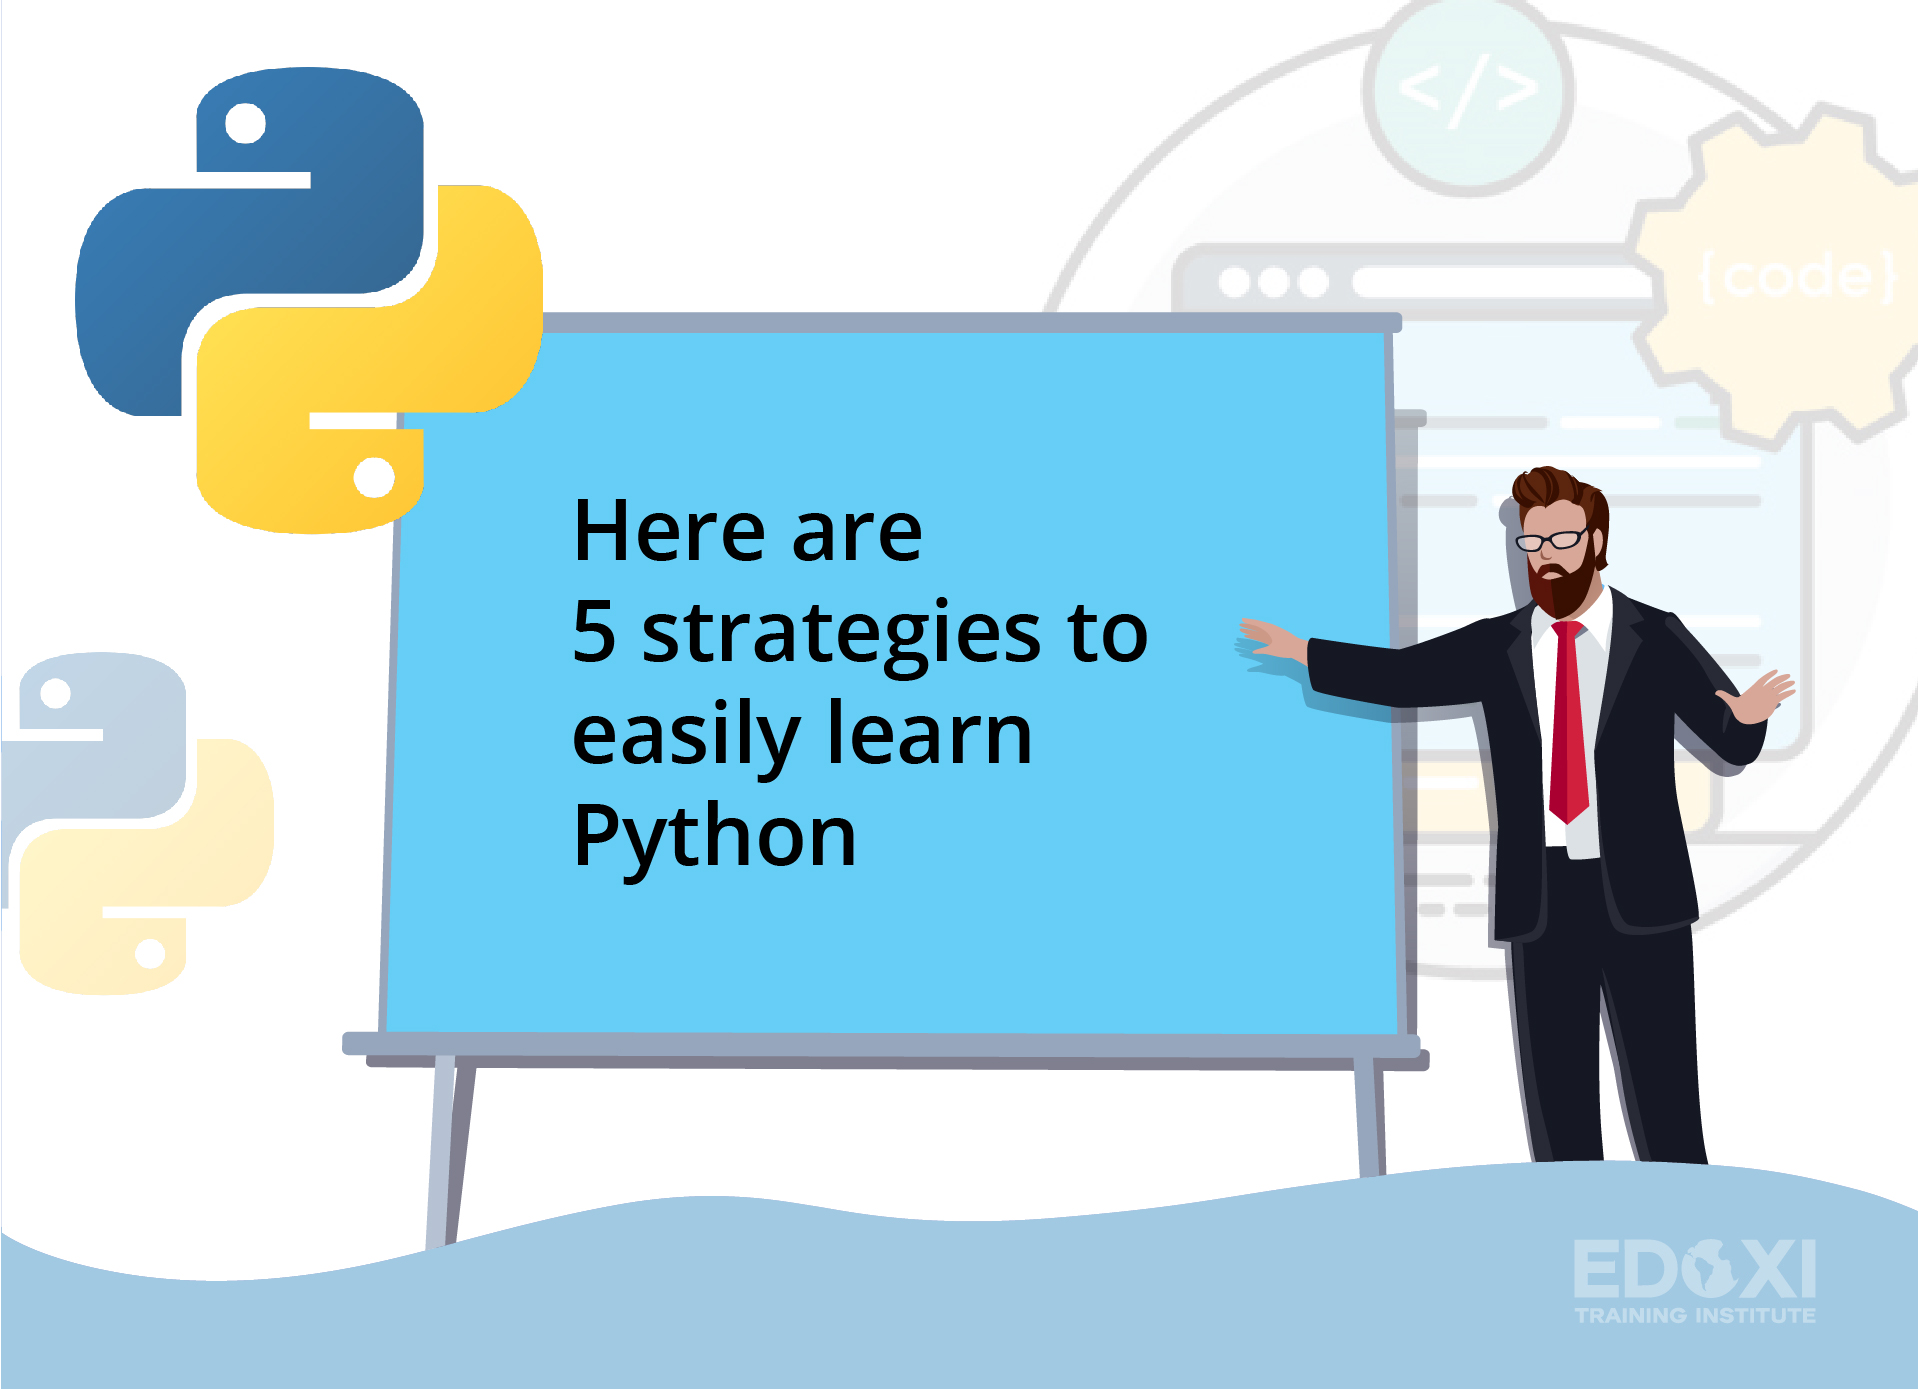 </>
{code}
Here are
5 strategies to
easily learn
Python
EDOXI
TRAINING INSTITUTE